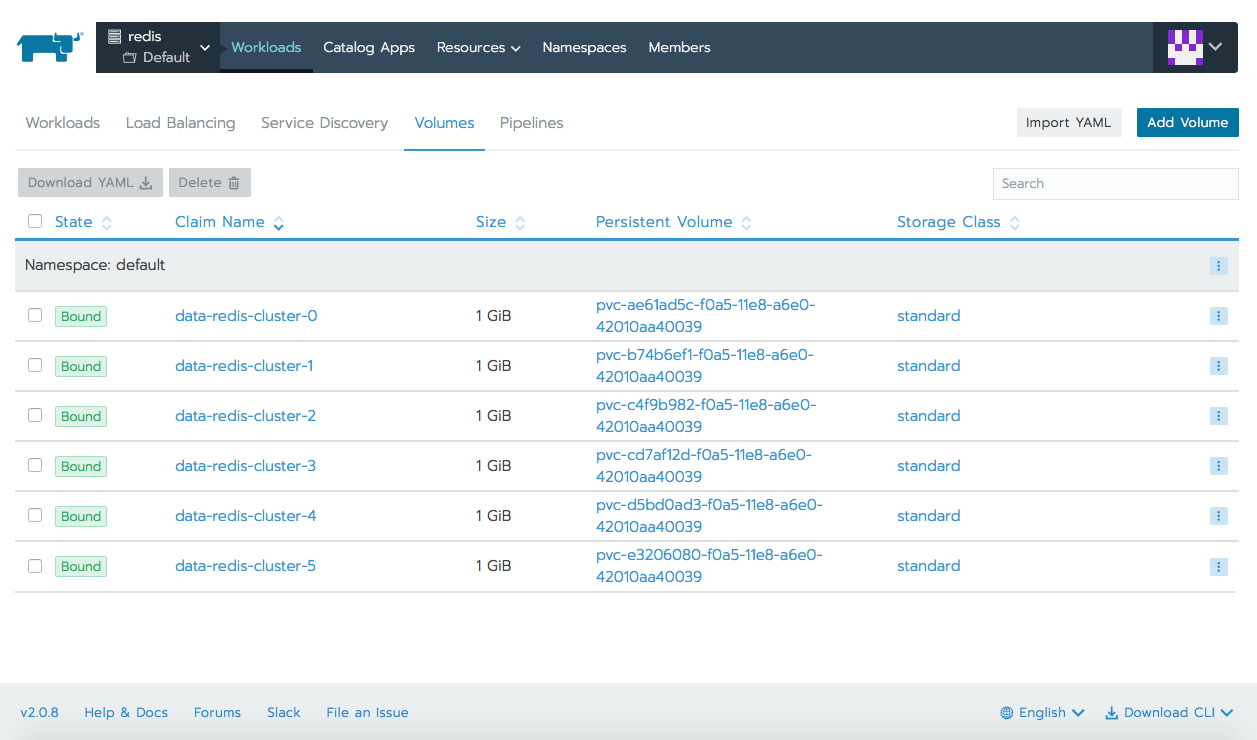 redis
Default
Workloads Catalog Apps Resources Namespaces Members
Workloads Load Balancing Service Discovery Volumes Pipelines Import YAML Add Volume
Download YAML Delete Search
State Claim Name Size Persistent Volume Storage Class
Namespace: default
Bound data-redis-cluster-0 1 GiB pvc-ae61ad5c-f0a5-11e8-a6e0- standard
42010aa40039
Bound data-redis-cluster-1 1 GiB pvc-b74b6ef1-f0a5-11e8-a6e0- standard
42010aa40039
Bound data-redis-cluster-2 1 GiB pvc-c4f9b982-f0a5-11e8-a6e0- standard
42010aa40039
Bound data-redis-cluster-3 1 GiB pvc-cd7af12d-f0a5-11e8-a6e0- standard
42010aa40039
Bound data-redis-cluster-4 1 GiB pvc-d5bd0ad3-f0a5-11e8-a6e0- standard
42010aa40039
Bound data-redis-cluster-5 1 GiB pvc-e3206080-f0a5-11e8-a6e0- standard
42010aa40039
v2.0.8 Help & Docs Forums Slack File an Issue English Download CLI